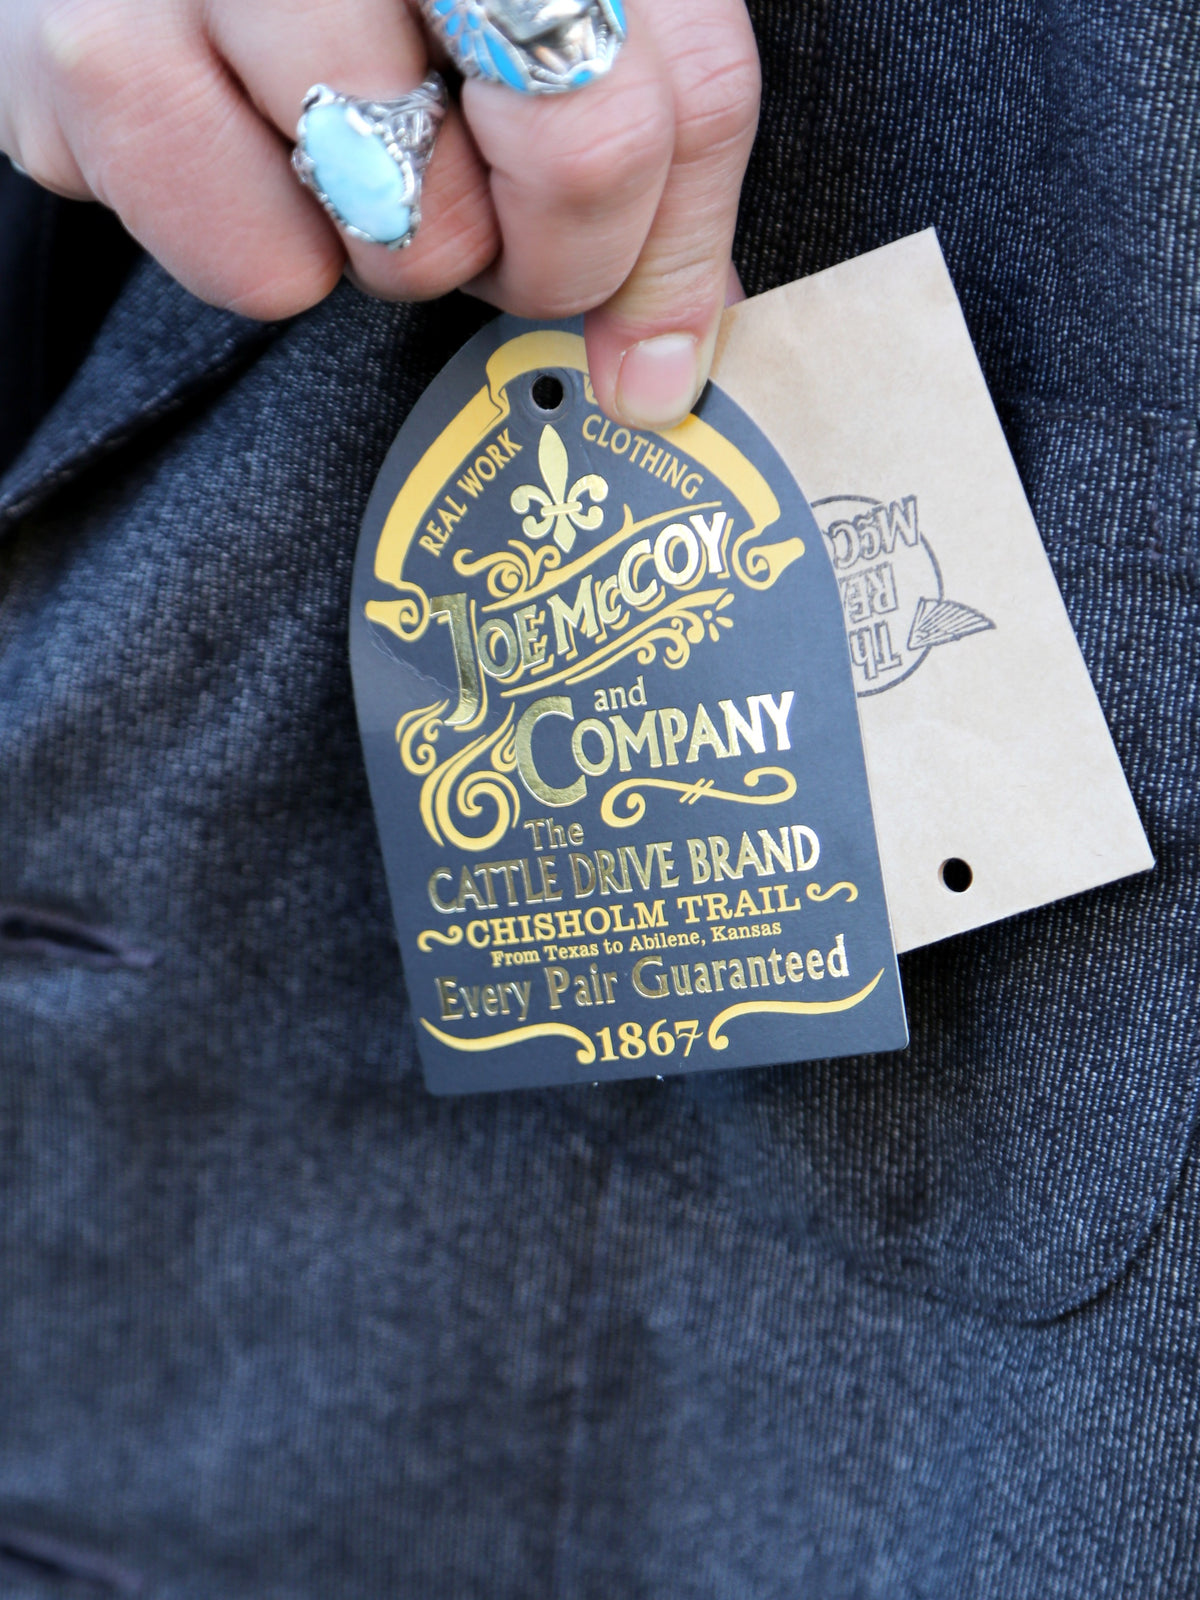 REAL WORK CLOTHING
JOE McCOY
and
COMPANY
The
CATTLE DRIVE BRAND
CHISHOLM TRAIL
From Texas to Abilene, Kansas
Every Pair Guaranteed
1867